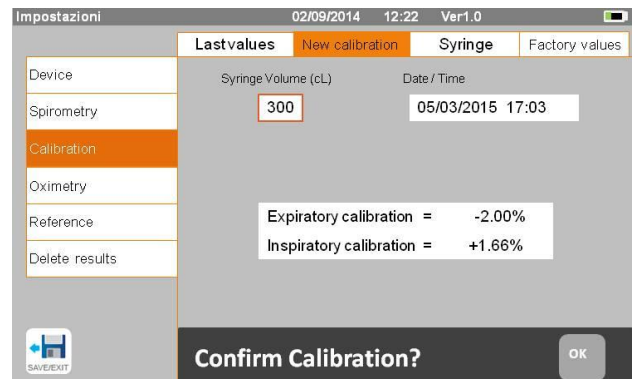 Impostazioni 02/09/2014 12:22 Ver1.0
Lastvalues New calibration Syringe Factory values
Device
Spirometry
Calibration
Oximetry
Reference
Delete results
Syringe Volume (cL) Date / Time
300 05/03/2015 17:03
Expiratory calibration = -2.00%
Inspiratory calibration = +1.66%
SAVE/EXIT
Confirm Calibration?
OK